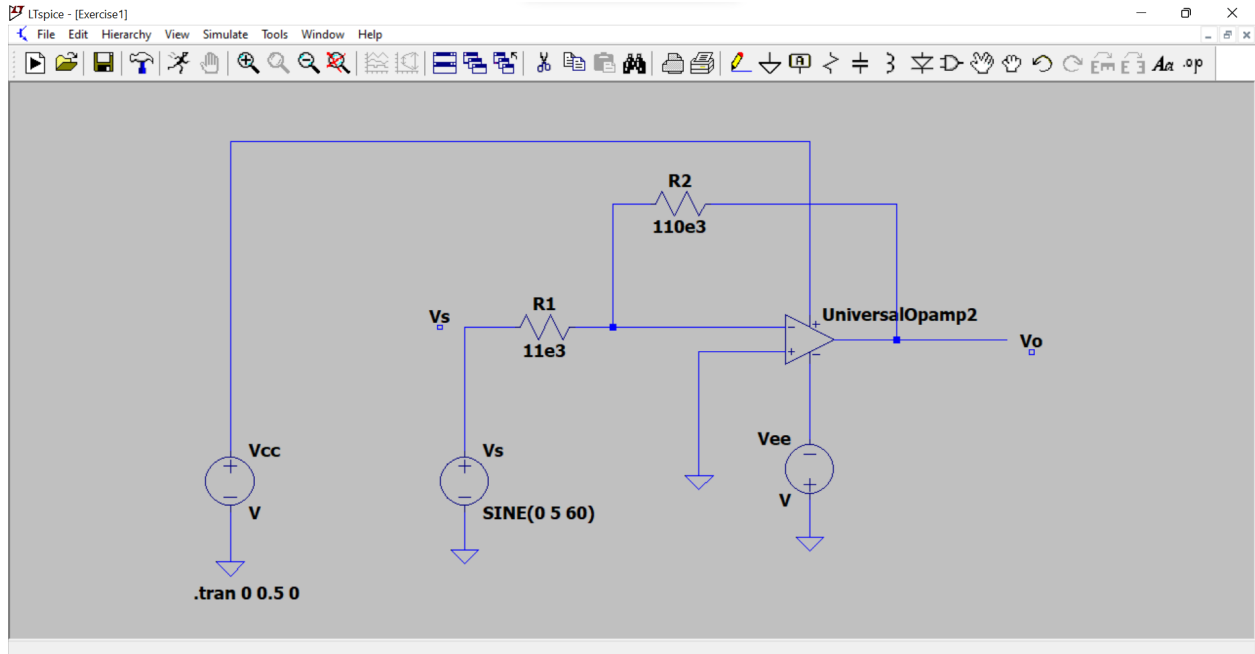 LTspice - [Exercise1]
File Edit Hierarchy View Simulate Tools Window Help
A
Aa .op
R2
110e3
R1
11e3
Vs
UniversalOpamp2
Vo
Vcc
V
Vs
SINE(0 5 60)
Vee
V
.tran 0 0.5 0